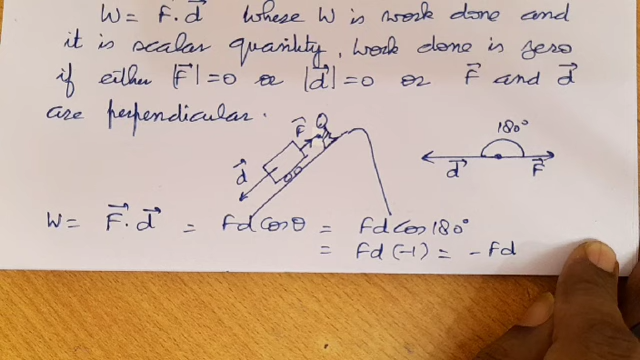 W = F⃗ . d⃗ where W is work done and
it is scalar quantity, work done is zero
if either |F⃗| = 0 or |d⃗| = 0 or F⃗ and d⃗
are perpendicular.
F⃗
d⃗
180°
d⃗ F⃗
W = F⃗ . d⃗ = Fd Cosθ = Fd Cos 180°
= Fd (-1) = - Fd